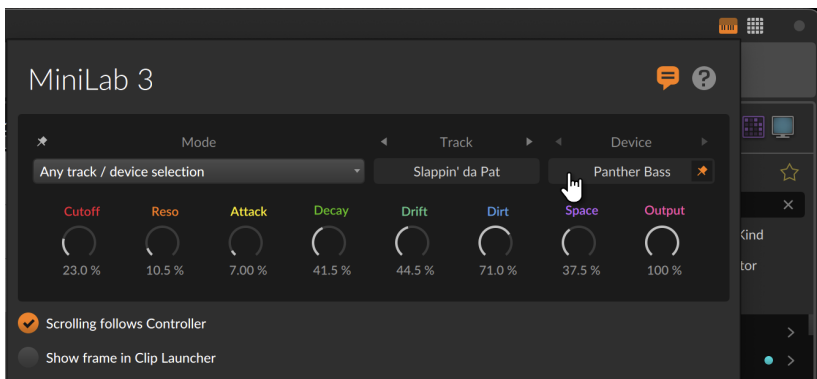 MiniLab 3
?
Mode Track Device
Any track / device selection Slappin' da Pat Panther Bass
Cutoff Reso Attack Decay Drift Dirt Space Output
23.0 % 10.5 % 7.00 % 41.5 % 44.5 % 71.0 % 37.5 % 100 %
Kind
tor
Scrolling follows Controller
Show frame in Clip Launcher